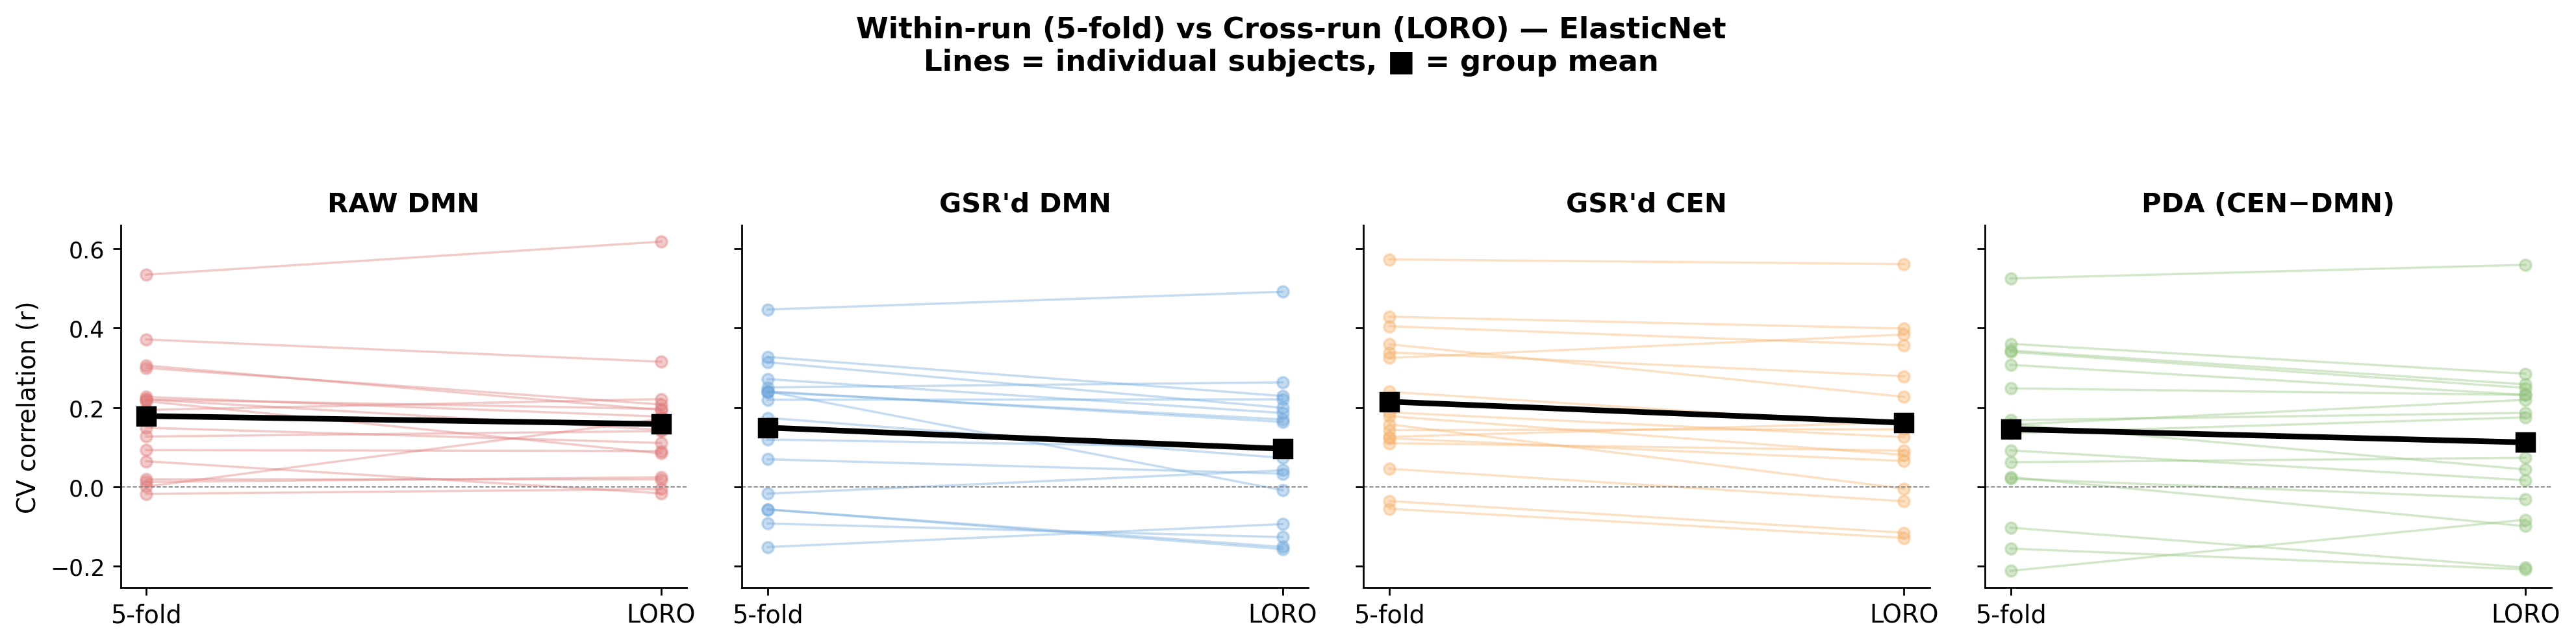 Within-run (5-fold) vs Cross-run (LORO) — ElasticNet
Lines = individual subjects, ■ = group mean
RAW DMN
GSR'd DMN
GSR'd CEN
PDA (CEN−DMN)
CV correlation (r)
0.6
0.4
0.2
0.0
−0.2
5-fold
LORO
5-fold
LORO
5-fold
LORO
5-fold
LORO